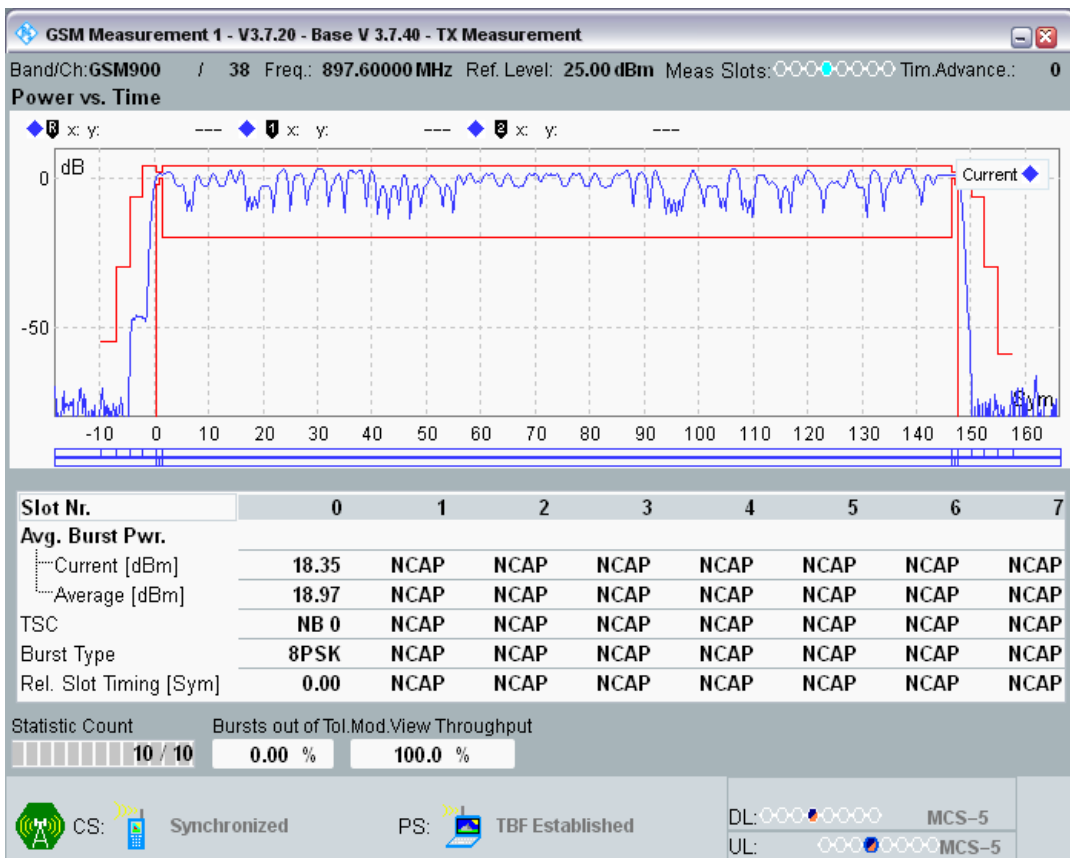 GSM Measurement 1 - V3.7.20 - Base V 3.7.40 - TX Measurement
Band/Ch:GSM900 / 38 Freq.: 897.60000 MHz Ref. Level: 25.00 dBm Meas Slots: Tim.Advance.: 0
Power vs. Time
R x: y: --- 1 x: y: --- 2 x: y: ---
dB
Current
0
-50
Sym
-10 0 10 20 30 40 50 60 70 80 90 100 110 120 130 140 150 160
Slot Nr. 0 1 2 3 4 5 6 7
Avg. Burst Pwr.
Current [dBm] 18.35 NCAP NCAP NCAP NCAP NCAP NCAP NCAP
Average [dBm] 18.97 NCAP NCAP NCAP NCAP NCAP NCAP NCAP
TSC NB 0 NCAP NCAP NCAP NCAP NCAP NCAP NCAP
Burst Type 8PSK NCAP NCAP NCAP NCAP NCAP NCAP NCAP
Rel. Slot Timing [Sym] 0.00 NCAP NCAP NCAP NCAP NCAP NCAP NCAP
Statistic Count Bursts out of Tol.Mod.View Throughput
10 / 10 0.00 % 100.0 %
CS: Synchronized PS: TBF Established
DL: MCS-5
UL: MCS-5